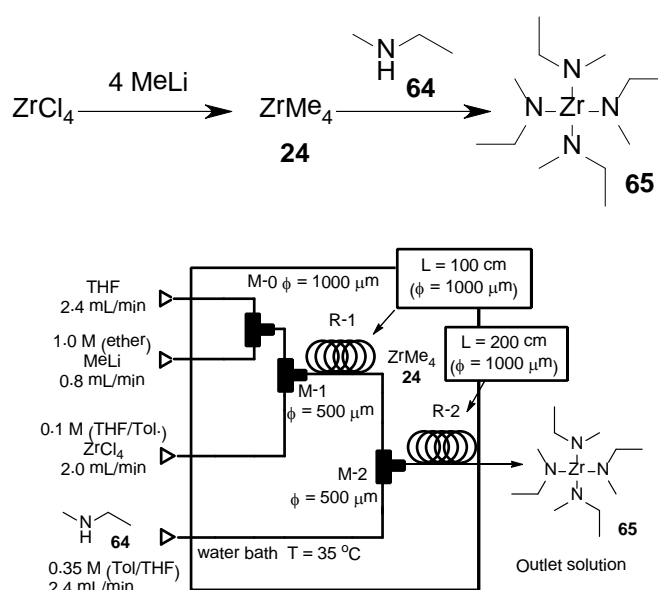 ZrCl4
4 MeLi
ZrMe4
24
N
H
64
N
N
Zr
N
N
65
THF
2.4 mL/min
1.0 M (ether)
MeLi
0.8 mL/min
0.1 M (THF/Tol.)
ZrCl4
2.0 mL/min
N
H
64
0.35 M (Tol/THF)
2.4 mL/min
M-0 ϕ = 1000 μm
L = 100 cm
(ϕ = 1000 μm)
R-1
M-1
ϕ = 500 μm
ZrMe4
24
L = 200 cm
(ϕ = 1000 μm)
R-2
M-2
ϕ = 500 μm
water bath T = 35 °C
N
N
Zr
N
N
65
Outlet solution